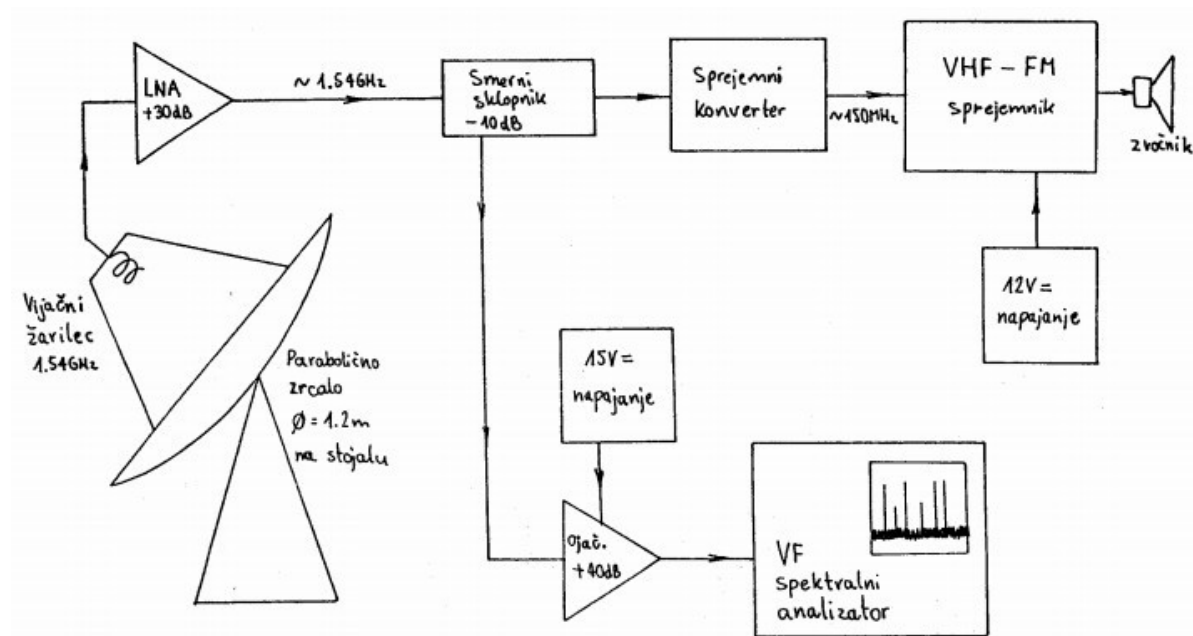 LNA
+30dB
~ 1.54GHz
Smerni
sklopnik
-10dB
Sprejemni
konverter
~150MHz
VHF - FM
sprejemnik
zvočnik
12V=
napajanje
Vijačni
žarilec
1.54GHz
Parabolično
zrcalo
Ø = 1.2m
na stojalu
15V=
napajanje
Ojač.
+40dB
VF
spektralni
analizator